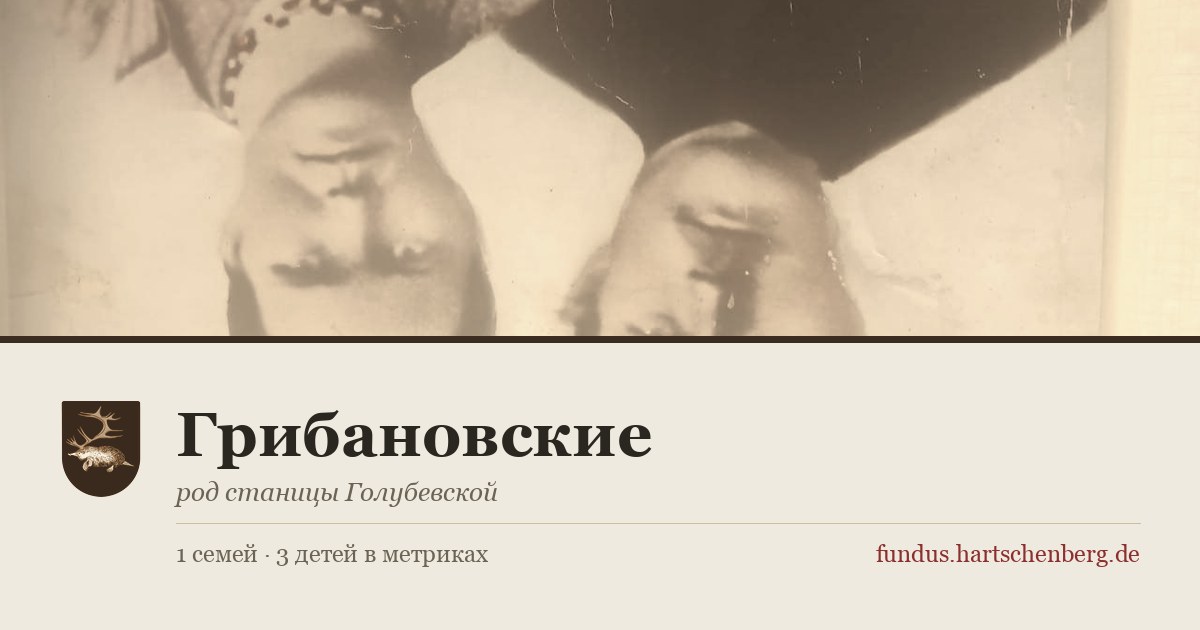 Грибановские
род станицы Голубевской
1 семей · 3 детей в метриках
fundus.hartschenberg.de